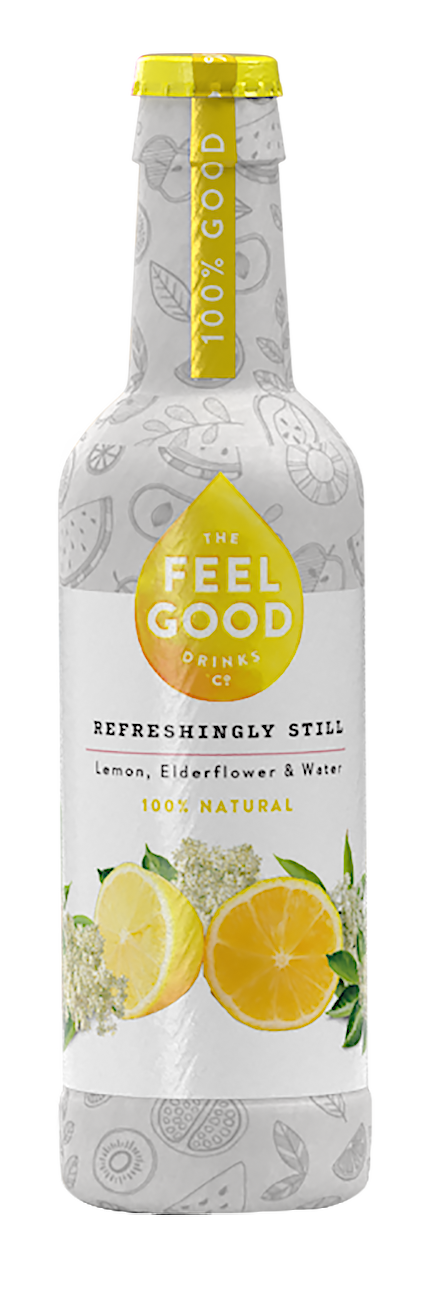 100% GOOD
THE
FEEL
GOOD
DRINKS
Cº
REFRESHINGLY STILL
Lemon, Elderflower & Water
100% NATURAL